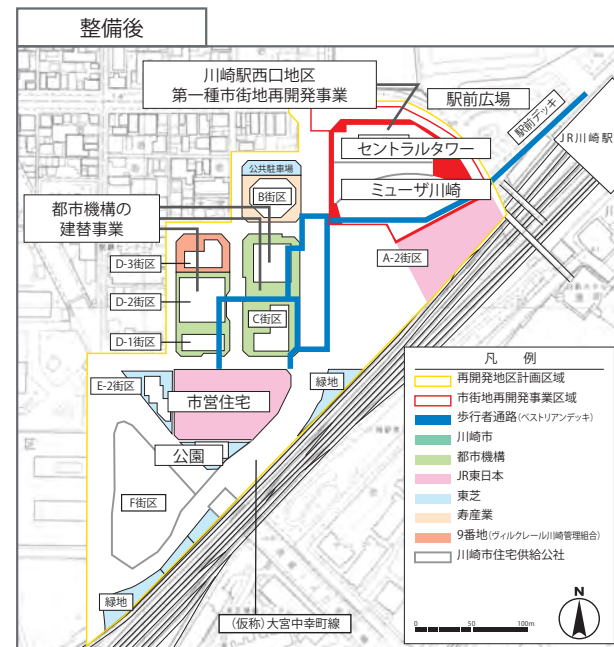 整備後
川崎駅西口地区
第一種市街地再開発事業
駅前広場
駅前デッキ
JR川崎駅
セントラルタワー
ミューザ川崎
公共駐車場
B街区
都市機構の
建替事業
A-2街区
D-3街区
D-2街区
C街区
D-1街区
E-2街区
市営住宅
緑地
公園
F街区
緑地
(仮称)大宮中幸町線
凡 例
再開発地区計画区域
市街地再開発事業区域
歩行者通路(ペストリアンデッキ)
川崎市
都市機構
JR東日本
東芝
寿産業
9番地(ヴィルクレール川崎管理組合)
川崎市住宅供給公社
N
0 50 100m